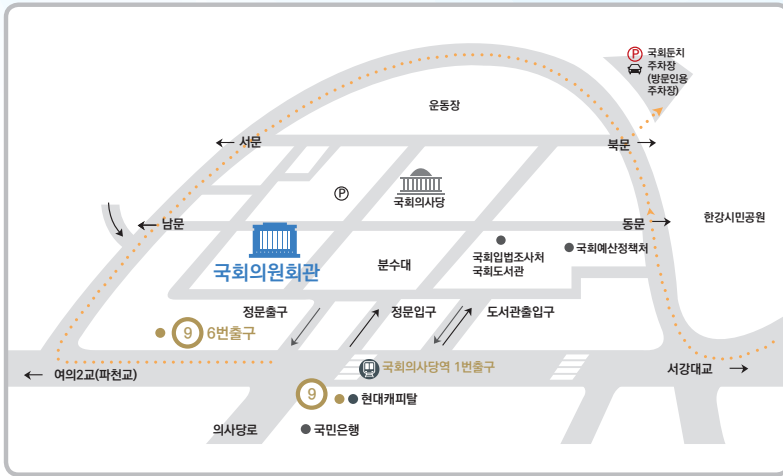 P 국회둔치
주차장
(방문인용
주차장)
운동장
서문
북문
P
국회의사당
남문
동문
한강시민공원
국회의원회관
분수대
국회입법조사처
국회도서관
국회예산정책처
정문출구
정문입구
도서관출입구
9 6번출구
국회의사당역 1번출구
여의2교(파천교)
서강대교
9
현대캐피탈
의사당로
국민은행